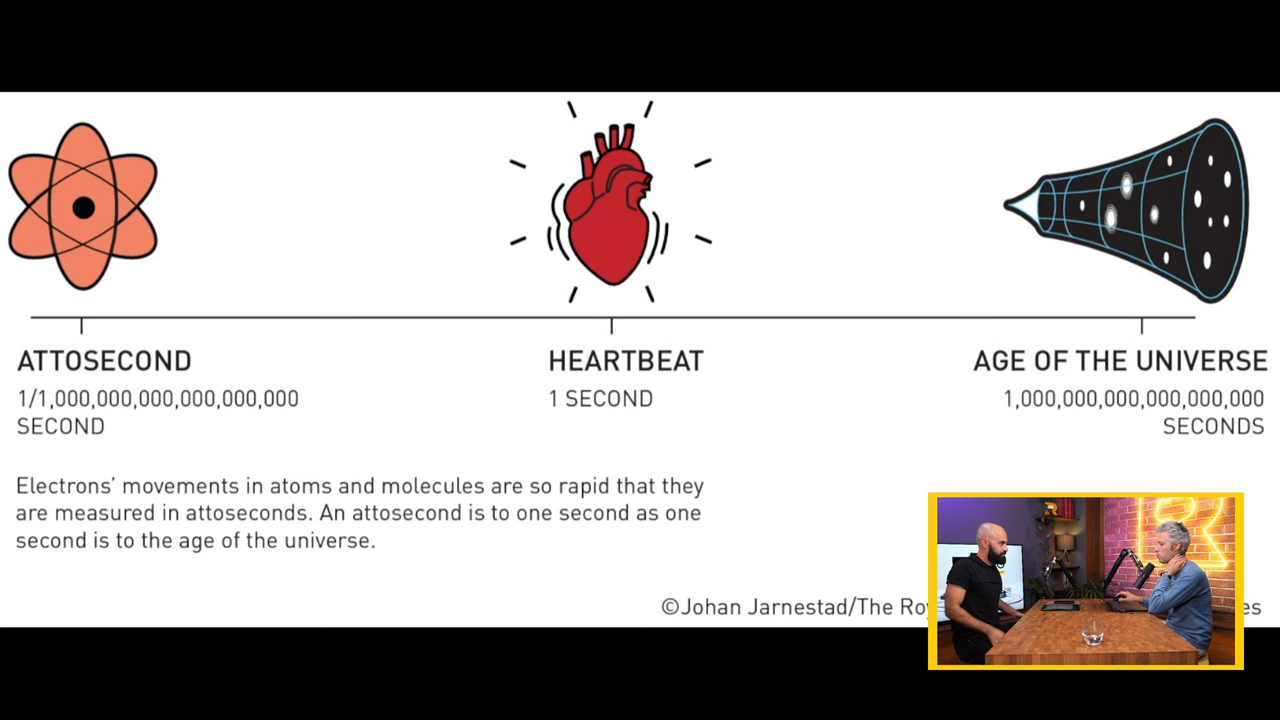 ATTOSECOND
1/1,000,000,000,000,000,000
SECOND
HEARTBEAT
1 SECOND
AGE OF THE UNIVERSE
1,000,000,000,000,000,000
SECONDS
Electrons’ movements in atoms and molecules are so rapid that they
are measured in attoseconds. An attosecond is to one second as one
second is to the age of the universe.
©Johan Jarnestad/The
R